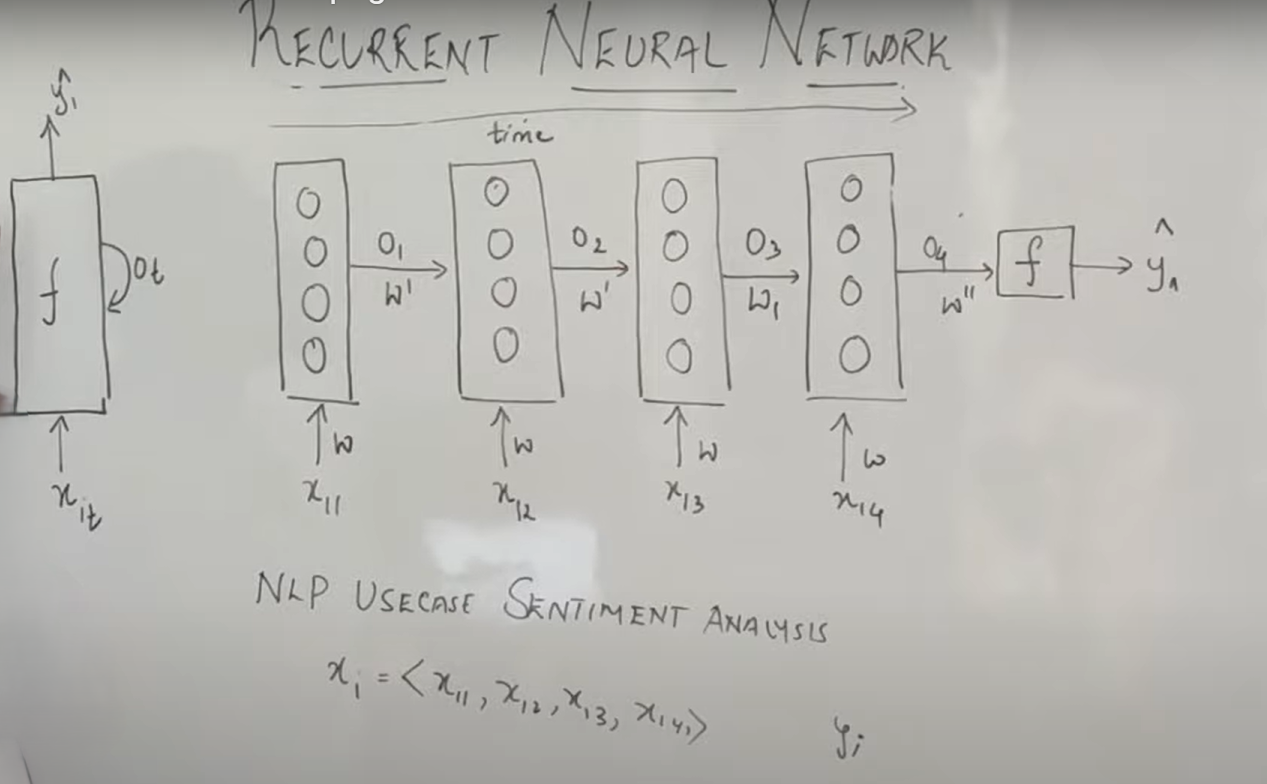 RECURRENT NEURAL NETWORK
time
ŷ₁
f
Ot
xit
O₁
W'
O₂
W'
O₃
W₁
O₄
W''
f
ŷ₁
W
W
W
W
x₁₁
x₁₂
x₁₃
x₁₄
NLP USECASE SENTIMENT ANALYSIS
x₁ = <x₁₁, x₁₂, x₁₃, x₁₄,>
yi